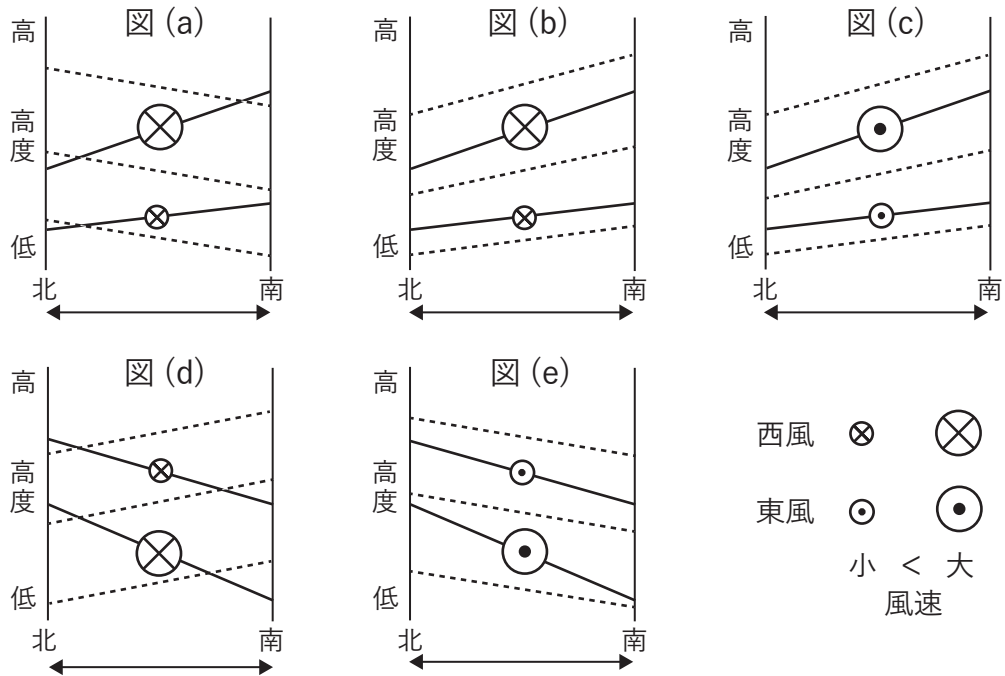 図(a)
高
高
度
低
北
南
図(b)
高
高
度
低
北
南
図(c)
高
高
度
低
北
南
図(d)
高
高
度
低
北
南
図(e)
高
高
度
低
北
南
西風
東風
小 < 大
風速